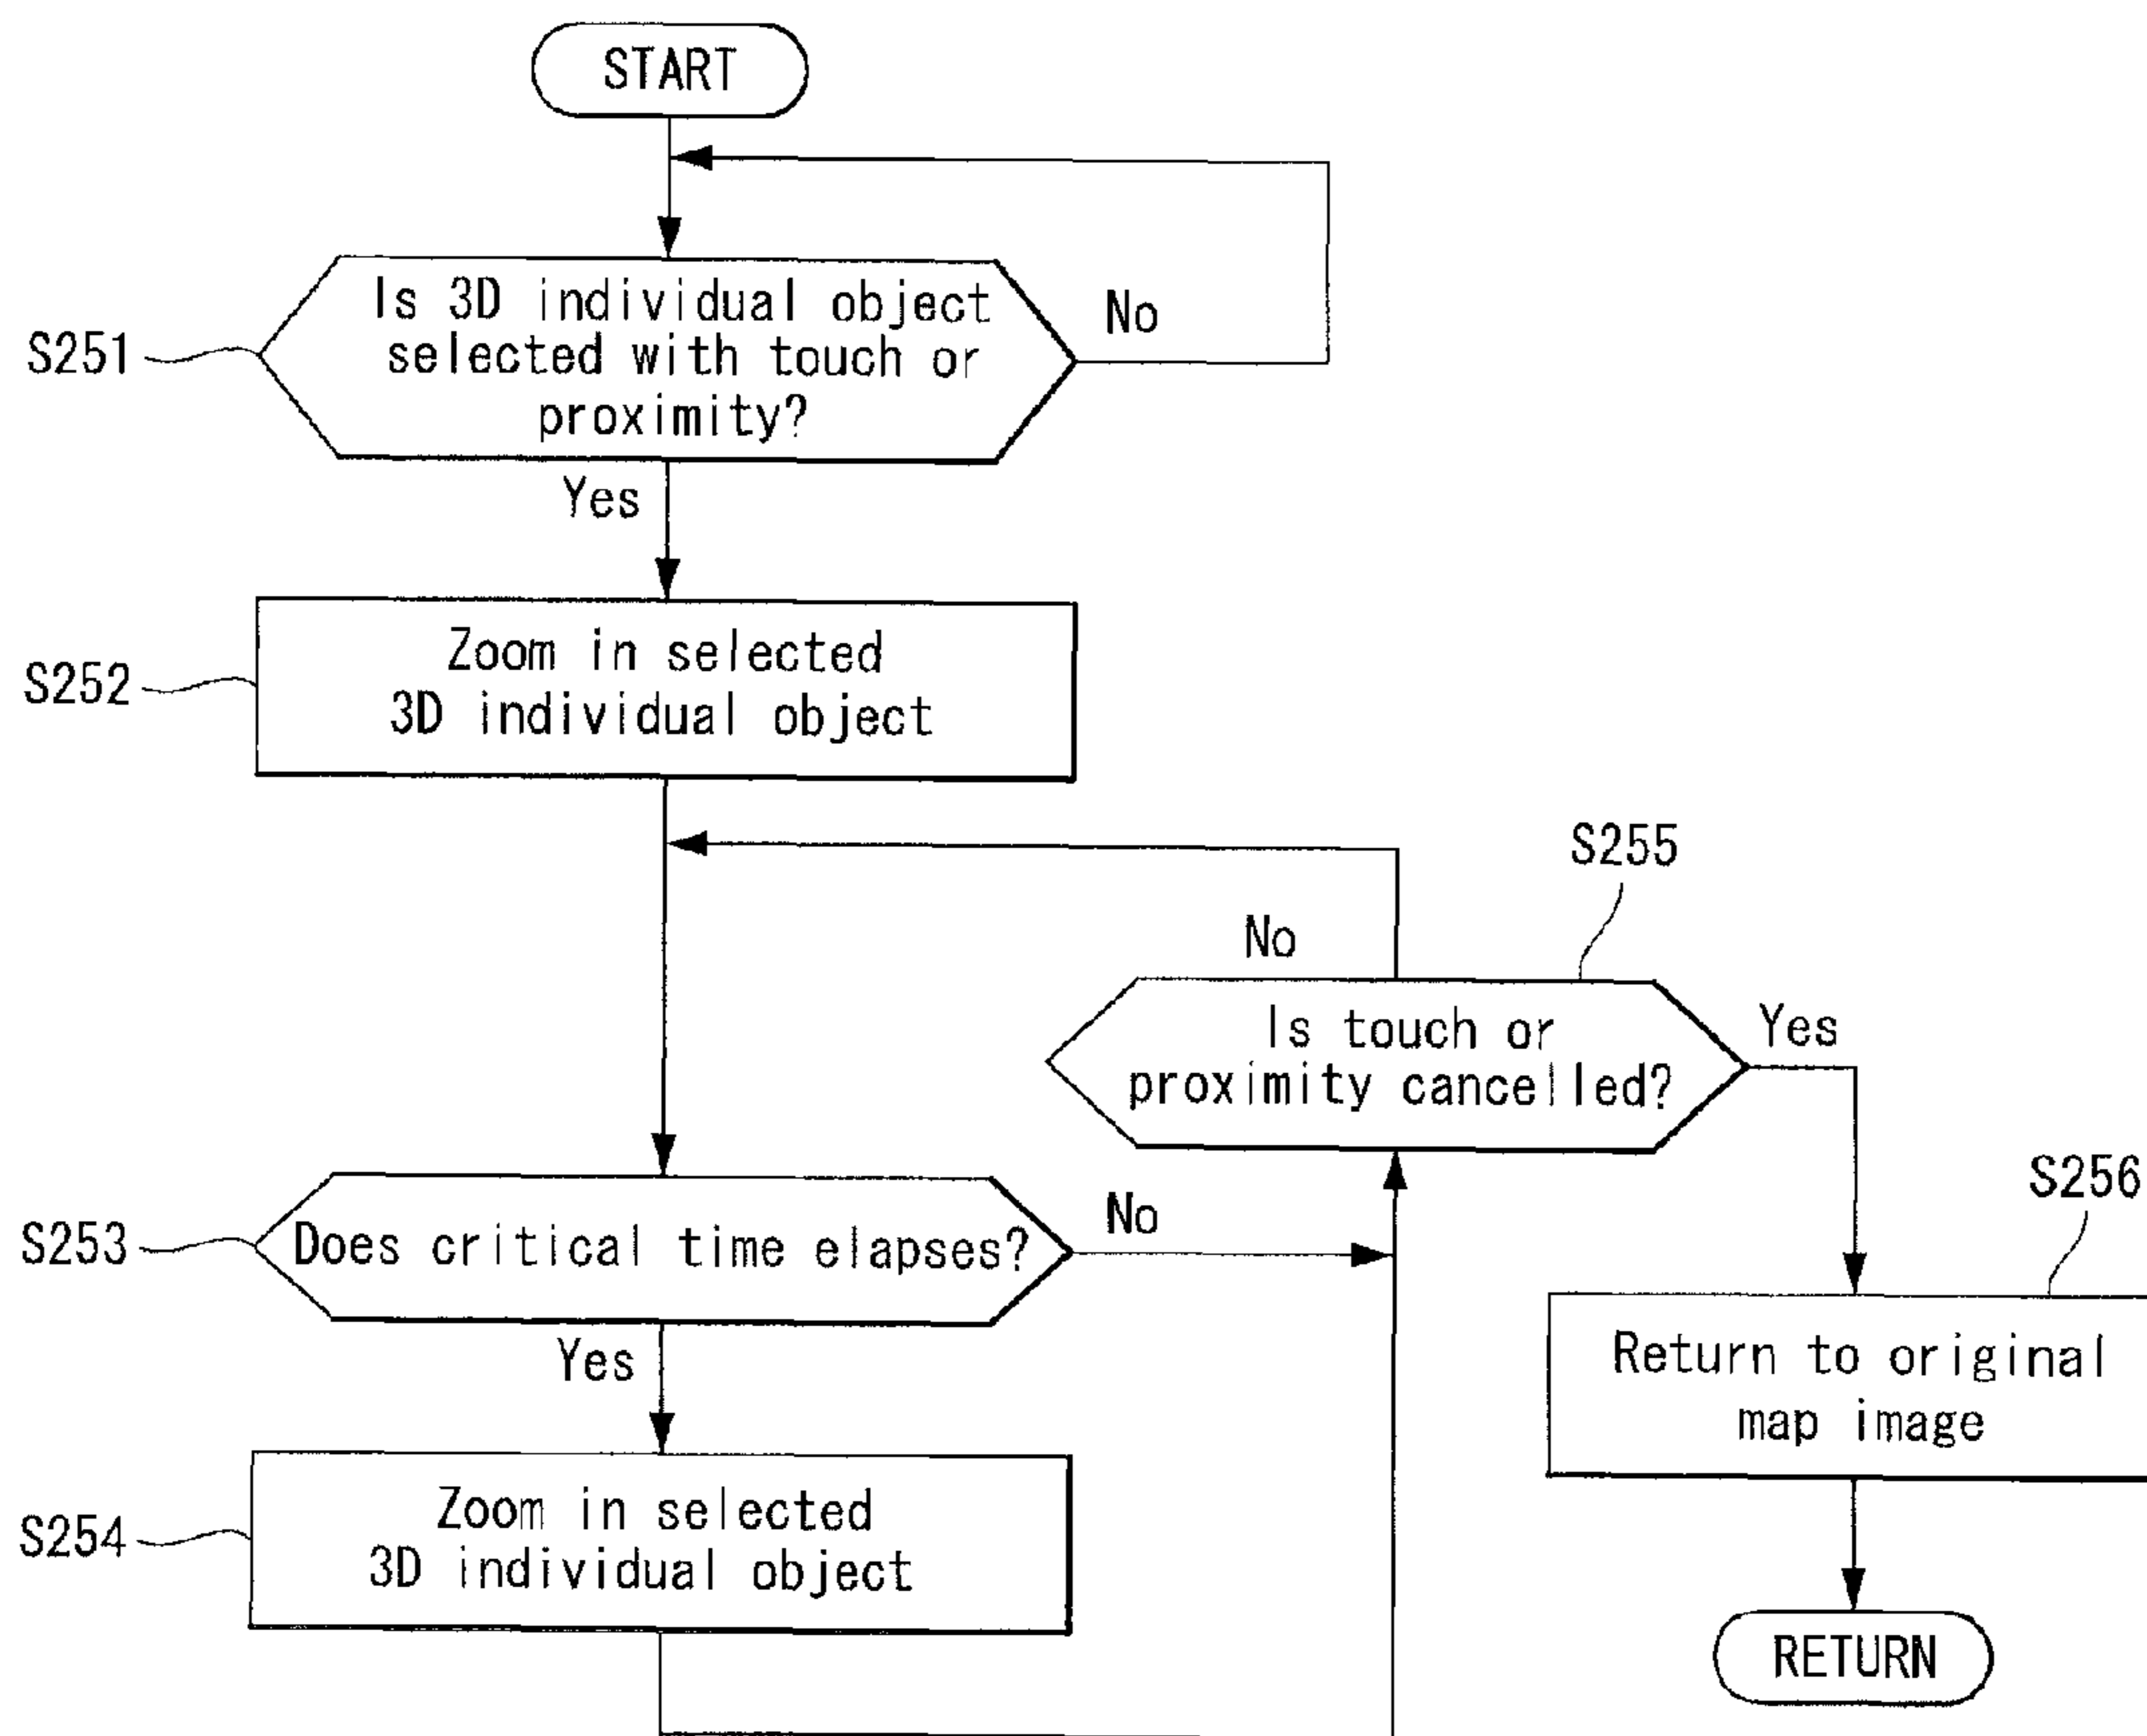 START
Is 3D individual object
selected with touch or
proximity?
No
S251
Yes
Zoom in selected
3D individual object
S252
S255
No
Is touch or
proximity cancelled?
Yes
S256
Does critical time elapses?
No
S253
Yes
Return to original
map image
Zoom in selected
3D individual object
S254
RETURN